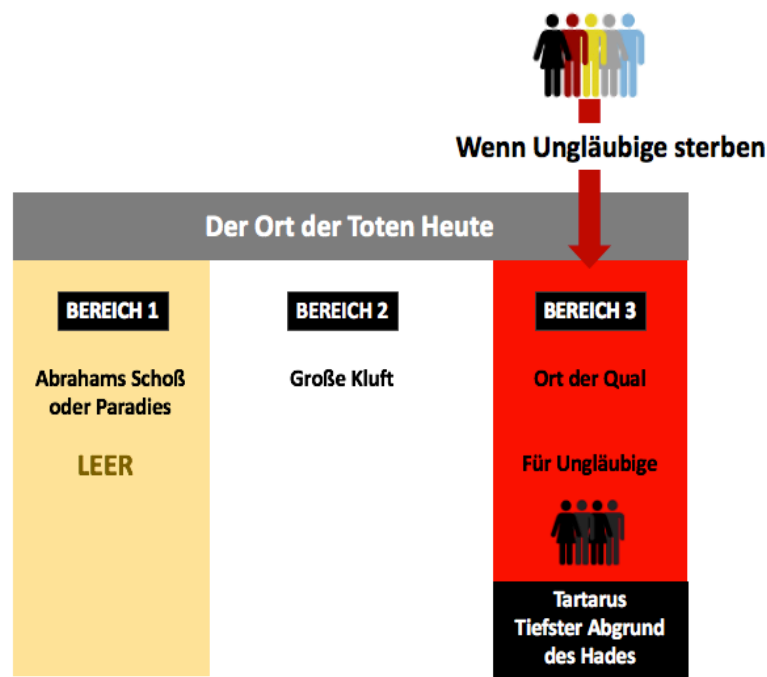 Wenn Ungläubige sterben
Der Ort der Toten Heute
BEREICH 1
Abrahams Schoß
oder Paradies
LEER
BEREICH 2
Große Kluft
BEREICH 3
Ort der Qual
Für Ungläubige
Tartarus
Tiefster Abgrund
des Hades